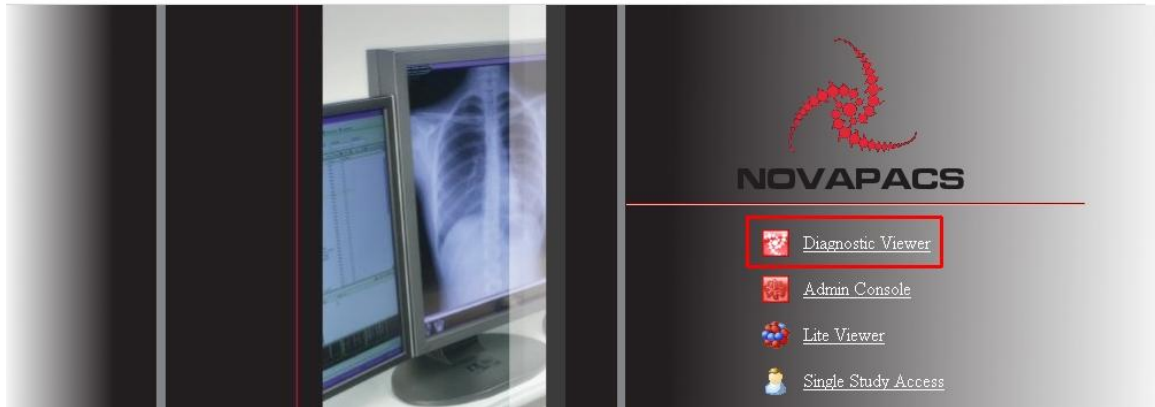 NOVAPACS
Diagnostic Viewer
Admin Console
Lite Viewer
Single Study Access